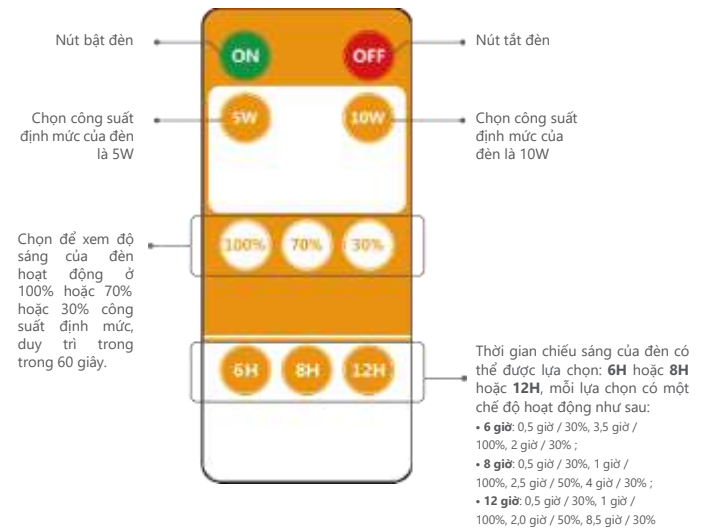 Nút bật đèn
ON
OFF
Nút tắt đèn
Chọn công suất
định mức của đèn
là 5W
5W
10W
Chọn công suất
định mức của
đèn là 10W
Chọn để xem độ
sáng của đèn
hoạt động ở
100% hoặc 70%
hoặc 30% công
suất định mức,
duy trì trong
trong 60 giây.
100%
70%
30%
6H
8H
12H
Thời gian chiếu sáng của đèn có
thể được lựa chọn: 6H hoặc 8H
hoặc 12H, mỗi lựa chọn có một
chế độ hoạt động như sau:
• 6 giờ: 0,5 giờ / 30%, 3,5 giờ /
100%, 2 giờ / 30% ;
• 8 giờ: 0,5 giờ / 30%, 1 giờ /
100%, 2,5 giờ / 50%, 4 giờ / 30% ;
• 12 giờ: 0,5 giờ / 30%, 1 giờ /
100%, 2,0 giờ / 50%, 8,5 giờ / 30%